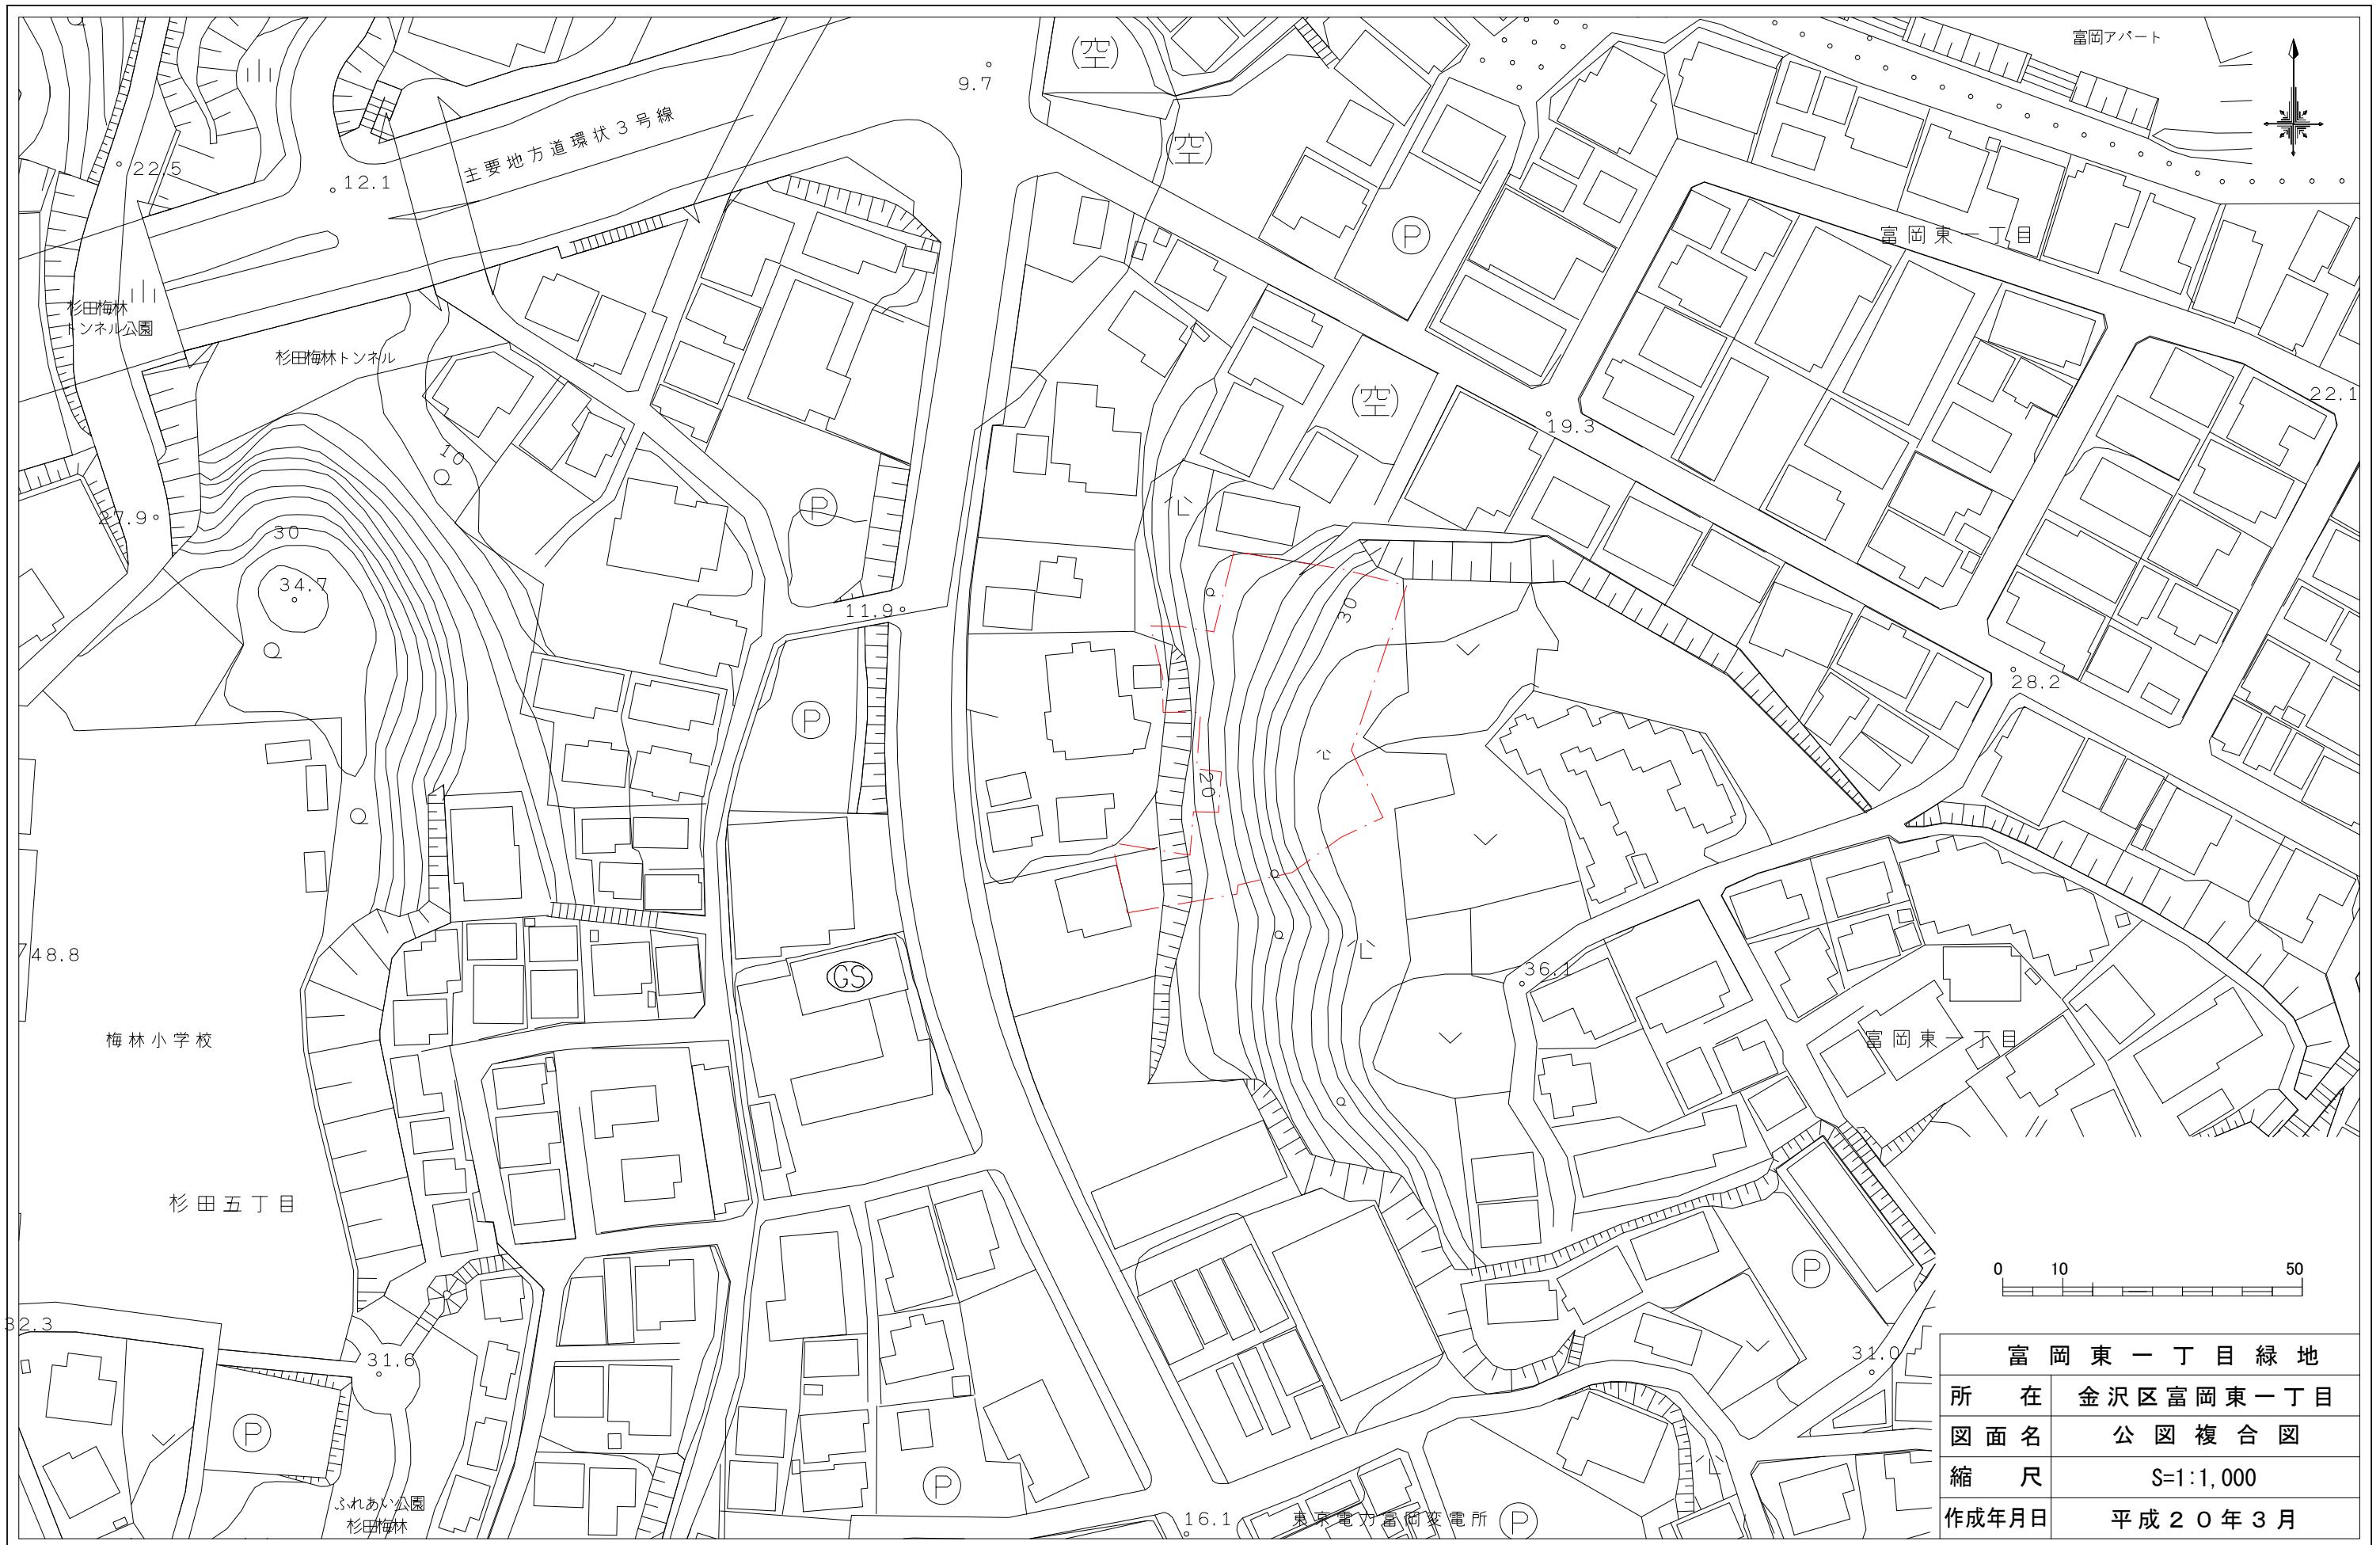 富岡アパート
(空)
9.7
主要地方道環状3号線
(空)
22.5
12.1
P
富岡東一丁目
杉田梅林
トンネル公園
杉田梅林トンネル
22.1
(空)
19.3
10
P
27.9
30
34.7
11.9
30
28.2
P
20
36.1
48.8
GS
梅林小学校
富岡東一丁目
杉田五丁目
P
0 10 50
32.3
31.6
31.0
P
P
ふれあい公園
杉田梅林
16.1
東京電力富岡変電所
P
富岡東一丁目緑地
所在 金沢区富岡東一丁目
図面名 公図複合図
縮尺 S=1:1,000
作成年月日 平成20年3月